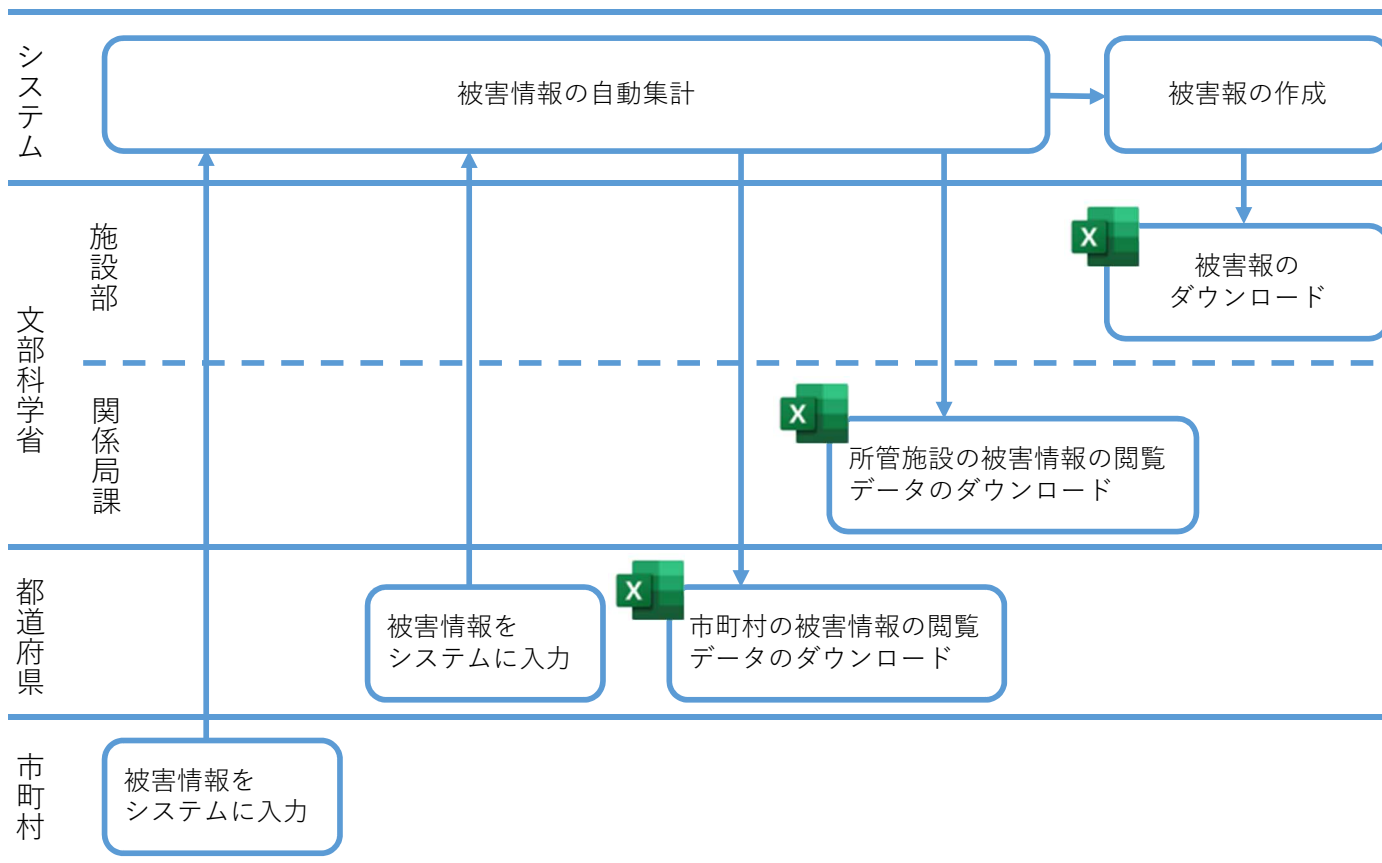 システム
被害情報の自動集計
被害報の作成
文部科学省
施設部
被害報の
ダウンロード
関係局課
X
所管施設の被害情報の閲覧
データのダウンロード
都道府県
被害情報を
システムに入力
X
市町村の被害情報の閲覧
データのダウンロード
市町村
被害情報を
システムに入力
X